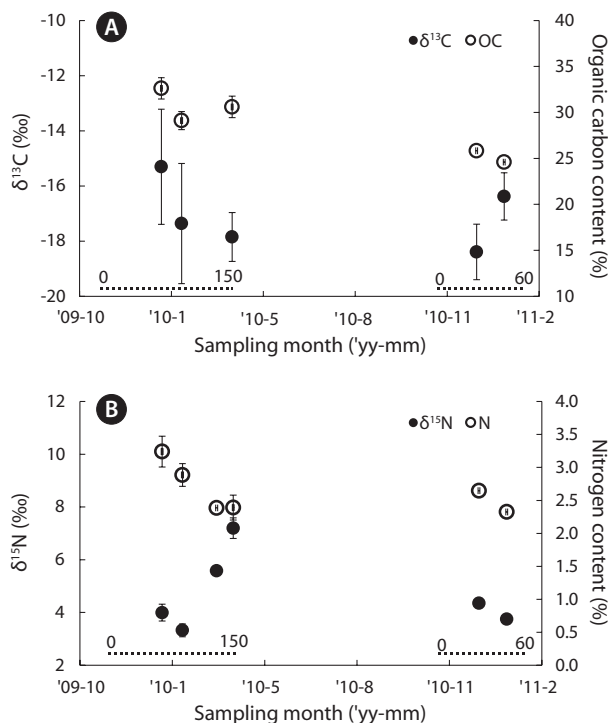 A
δ¹³C OC
-8
-10
-12
-14
-16
-18
-20
δ¹³C (‰)
40
35
30
25
20
15
10
Organic carbon content (%)
0 150 0 60
'09-10 '10-1 '10-5 '10-8 '10-11 '11-2
Sampling month ('yy-mm)
B
δ¹⁵N N
12
10
8
6
4
2
δ¹⁵N (‰)
4.0
3.5
3.0
2.5
2.0
1.5
1.0
0.5
0.0
Nitrogen content (%)
0 150 0 60
'09-10 '10-1 '10-5 '10-8 '10-11 '11-2
Sampling month ('yy-mm)